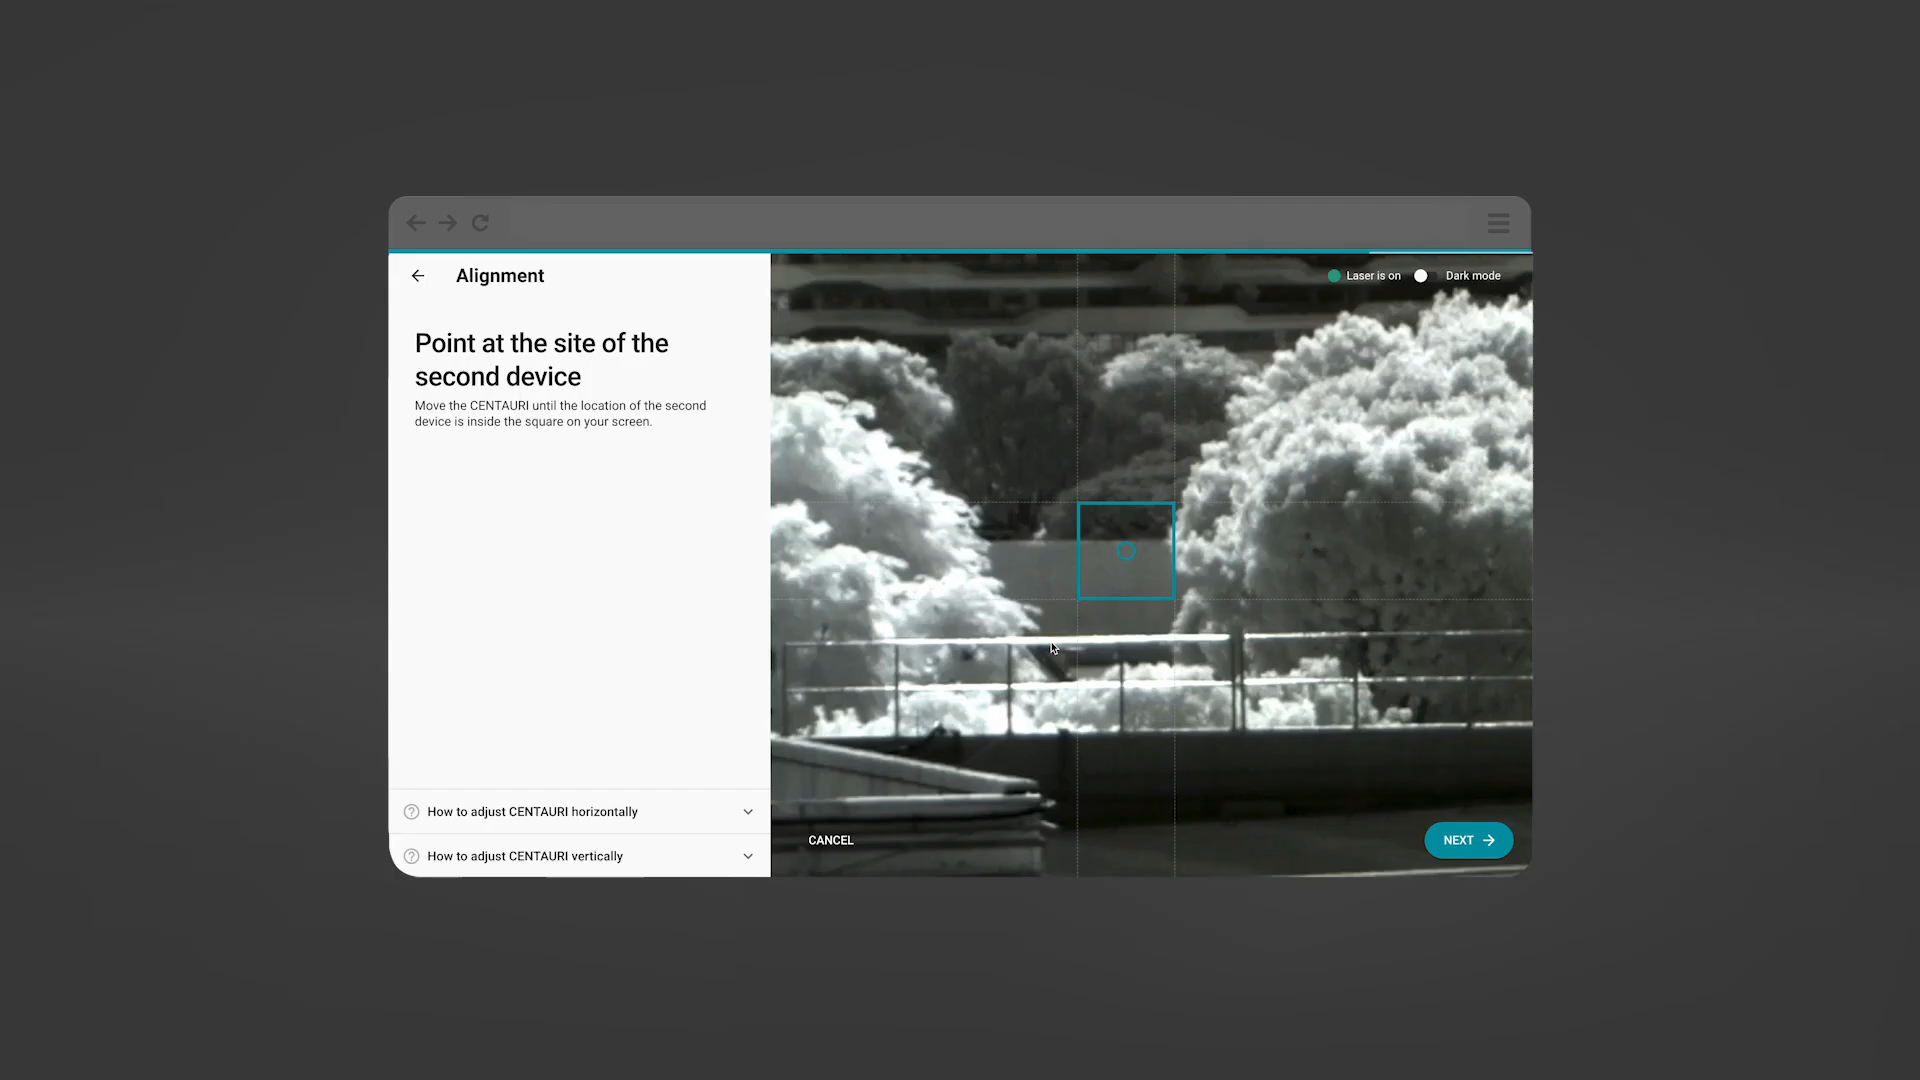 Alignment
Laser is on
Dark mode
Point at the site of the
second device
Move the CENTAURI until the location of the second
device is inside the square on your screen.
How to adjust CENTAURI horizontally
How to adjust CENTAURI vertically
CANCEL
NEXT